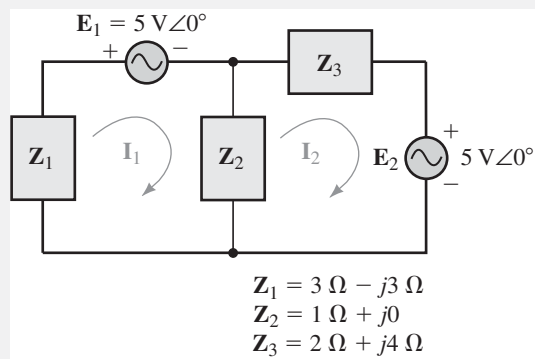 E₁ = 5 V∠0°
+ −
Z₃
Z₁
I₁
Z₂
I₂
+
E₂ 5 V∠0°
−
Z₁ = 3 Ω − j3 Ω
Z₂ = 1 Ω + j0
Z₃ = 2 Ω + j4 Ω